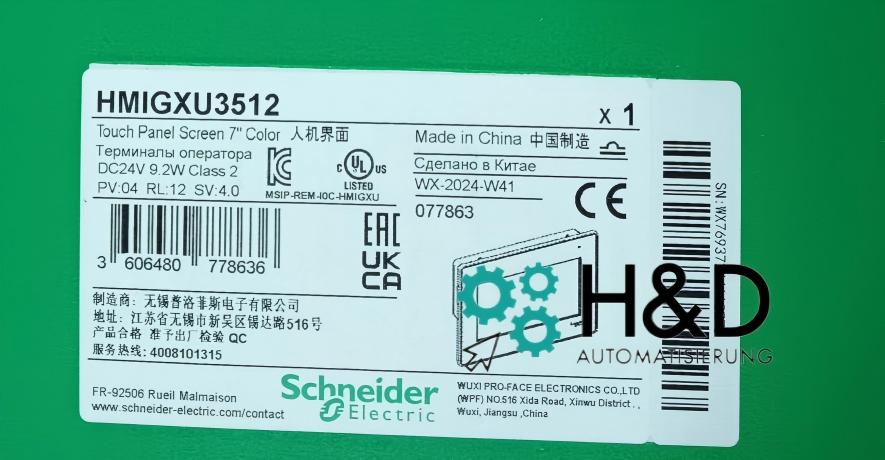 HMIGXU3512
x 1
Touch Panel Screen 7" Color 人机界面
Терминалы оператора
DC24V 9.2W Class 2
PV:04 RL:12 SV:4.0
C UL US
LISTED
MSIP-REM-I0C-HMIGXU
Made in China 中国制造
Сделано в Китае
WX-2024-W41
077863
CE
3 606480 778636
EAC
UK
CA
制造商: 无锡普洛菲斯电子有限公司
地址: 江苏省无锡市新吴区锡达路516号
产品合格 准予出厂检验 QC
服务热线: 4008101315
FR-92506 Rueil Malmaison
www.schneider-electric.com/contact
Schneider
Electric
WUXI PRO-FACE ELECTRONICS CO.,LTD
(WPF) NO.516 Xida Road, Xinwu District.,
Wuxi, Jiangsu ,China
H&D
AUTOMATISIERUNG